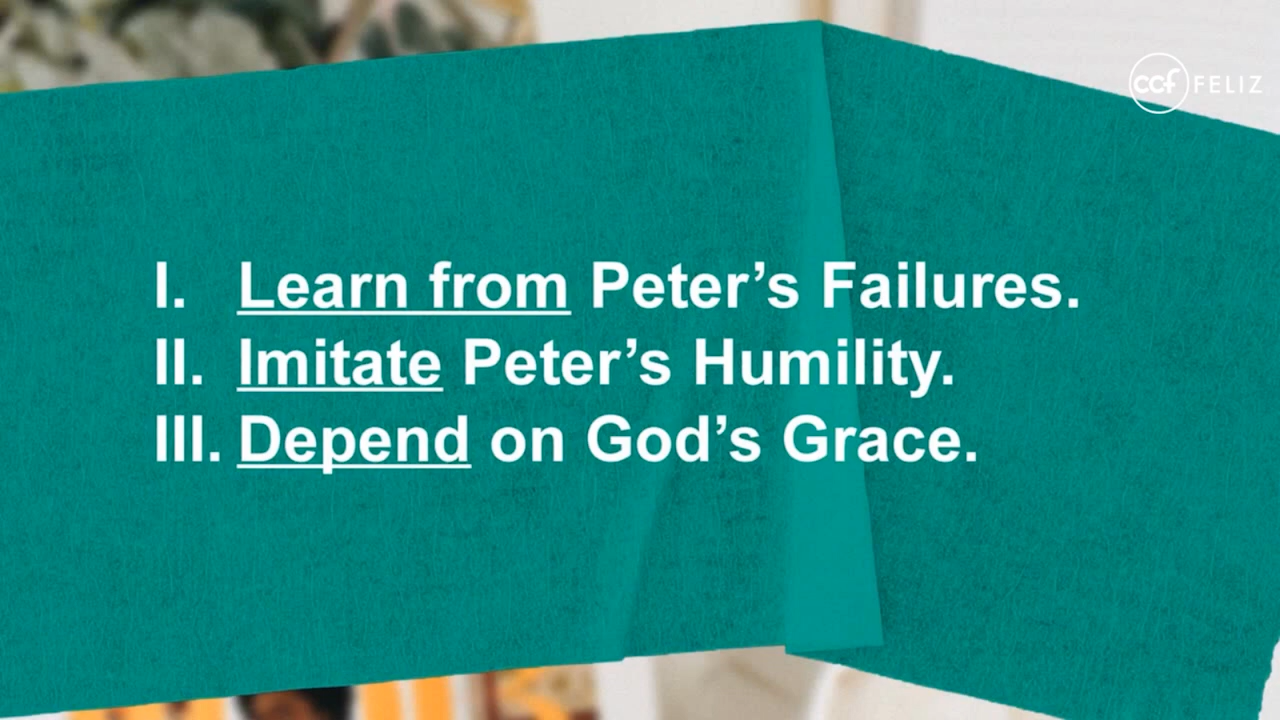 ccf FELIZ
I. Learn from Peter’s Failures.
II. Imitate Peter’s Humility.
III. Depend on God’s Grace.